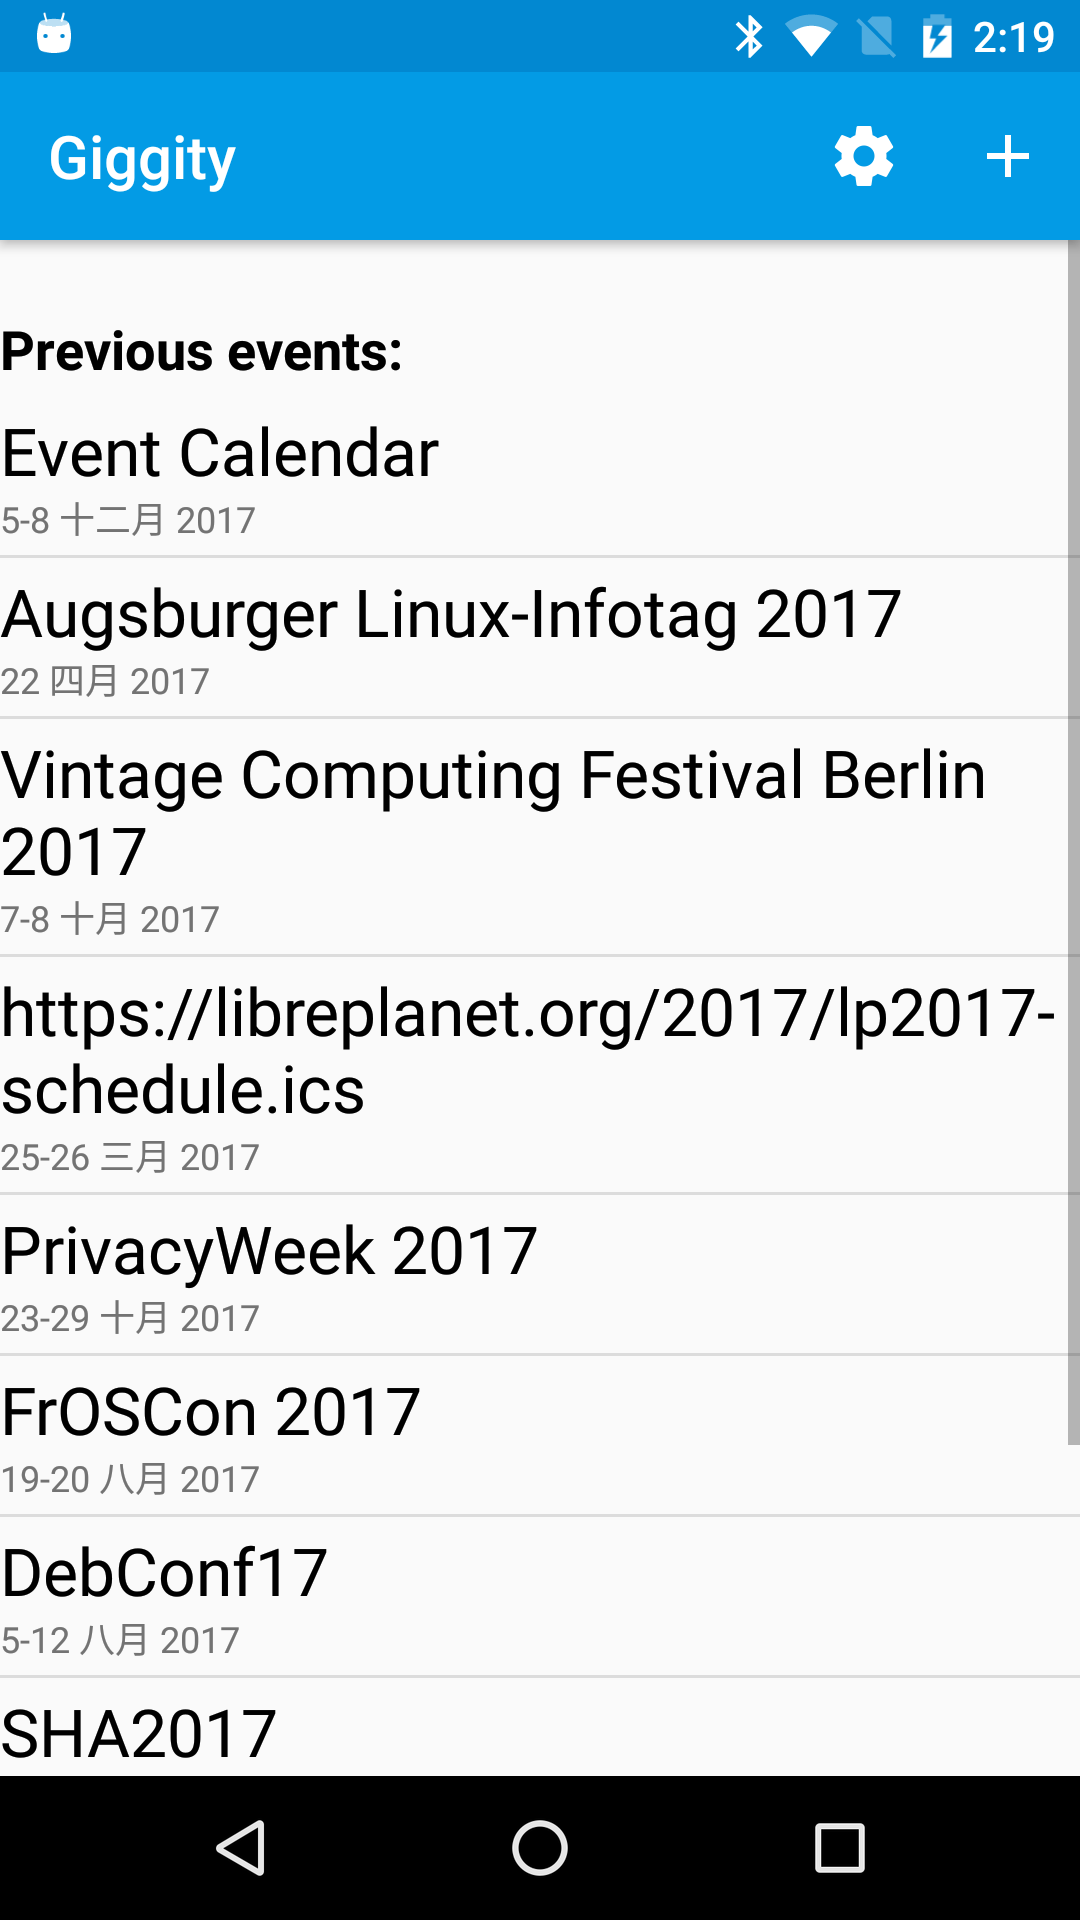 2:19
Giggity
Previous events:
Event Calendar
5-8 十二月 2017
Augsburger Linux-Infotag 2017
22 四月 2017
Vintage Computing Festival Berlin
2017
7-8 十月 2017
https://libreplanet.org/2017/lp2017-
schedule.ics
25-26 三月 2017
PrivacyWeek 2017
23-29 十月 2017
FrOSCon 2017
19-20 八月 2017
DebConf17
5-12 八月 2017
SHA2017